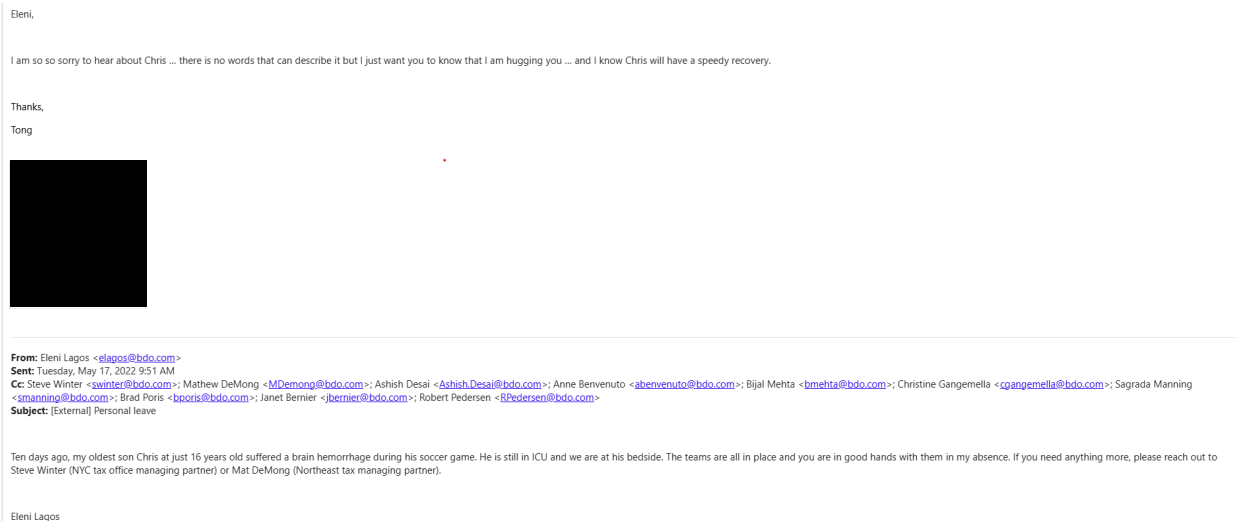 Eleni,
I am so so sorry to hear about Chris ... there is no words that can describe it but I just want you to know that I am hugging you ... and I know Chris will have a speedy recovery.
Thanks,
Tong
From: Eleni Lagos <elagos@bdo.com>
Sent: Tuesday, May 17, 2022 9:51 AM
Cc: Steve Winter <swinter@bdo.com>; Mathew DeMong <MDemong@bdo.com>; Ashish Desai <Ashish.Desai@bdo.com>; Anne Benvenuto <abenvenuto@bdo.com>; Bijal Mehta <bmehta@bdo.com>; Christine Gangemella <cgangemella@bdo.com>; Sagrada Manning
<smanning@bdo.com>; Brad Poris <bporis@bdo.com>; Janet Bernier <jbernier@bdo.com>; Robert Pedersen <RPedersen@bdo.com>
Subject: [External] Personal leave
Ten days ago, my oldest son Chris at just 16 years old suffered a brain hemorrhage during his soccer game. He is still in ICU and we are at his bedside. The teams are all in place and you are in good hands with them in my absence. If you need anything more, please reach out to
Steve Winter (NYC tax office managing partner) or Mat DeMong (Northeast tax managing partner).
Eleni Lagos